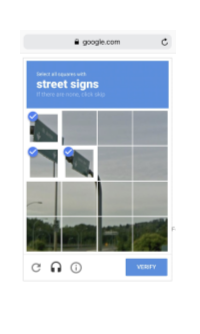 google.com
Select all squares with
street signs
If there are none, click skip
VERIFY